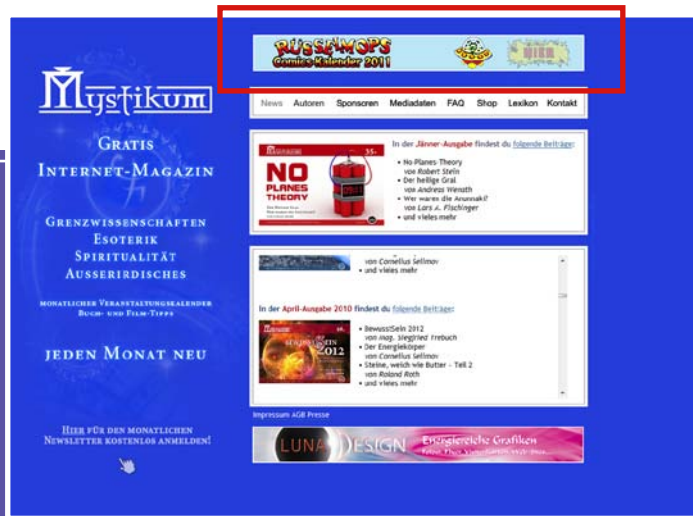 RÜSSELMOPS
Comics-Kalender 2011
HIER
Mystikum
GRATIS
INTERNET-MAGAZIN
GRENZWISSENSCHAFTEN
ESOTERIK
SPIRITUALITÄT
AUSSERIRDISCHES
MONATLICHER VERANSTALTUNGSKALENDER
BUCH- UND FILM-TIPPS
JEDEN MONAT NEU
HIER FÜR DEN MONATLICHEN
NEWSLETTER KOSTENLOS ANMELDEN!
News Autoren Sponsoren Mediadaten FAQ Shop Lexikon Kontakt
NO
PLANES
THEORY
In der Jänner-Ausgabe findest du folgende Beiträge:
• No-Planes-Theory
von Robert Stein
• Der heilige Gral
von Andreas Wenath
• Wer waren die Anunnaki?
von Lars A. Fischinger
• und vieles mehr
von Cornelius Selimov
• und vieles mehr
In der April-Ausgabe 2010 findest du folgende Beiträge:
BEWUSSTSEIN
2012
• BewusstSein 2012
von Mag. Siegfried Trebuch
• Der Energiekörper
von Cornelius Selimov
• Steine, weich wie Butter - Teil 2
von Roland Roth
• und vieles mehr
Impressum AGB Presse
LUNA DESIGN
Energiereiche Grafiken